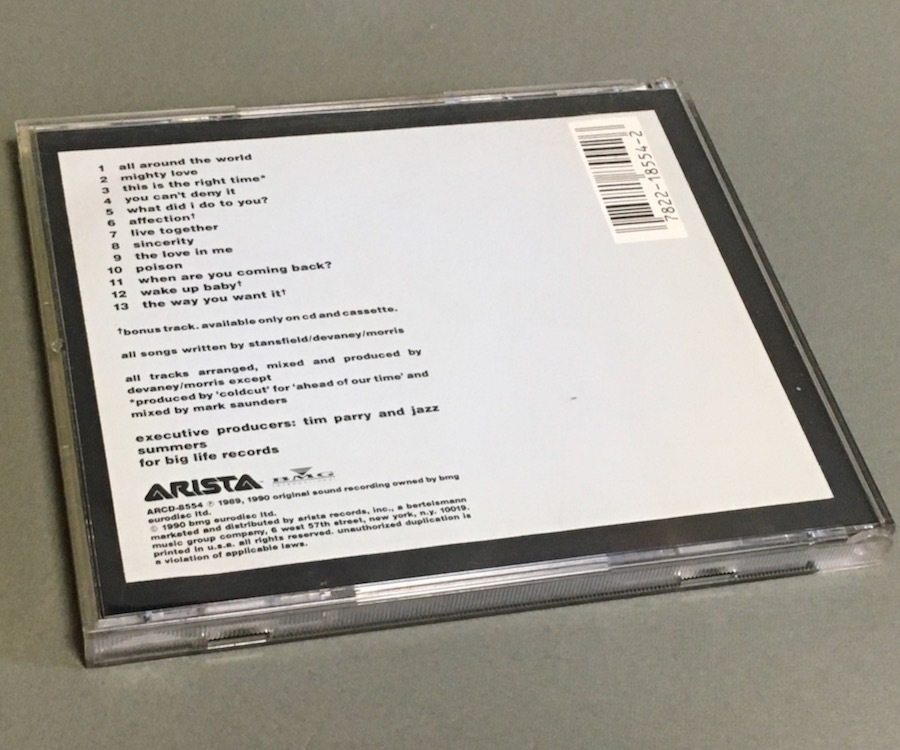 1 all around the world
2 mighty love
3 this is the right time*
4 you can't deny it
5 what did i do to you?
6 affection†
7 live together
8 sincerity
9 the love in me
10 poison
11 when are you coming back?
12 wake up baby†
13 the way you want it†
†bonus track. available only on cd and cassette.
all songs written by stansfield/devaney/morris
all tracks arranged, mixed and produced by
devaney/morris except
*produced by 'coldcut' for 'ahead of our time' and
mixed by mark saunders
executive producers: tim parry and jazz
summers
for big life records
ARISTA BMG
ARCD-8554 ℗ 1989, 1990 original sound recording owned by bmg
eurodisc ltd.
© 1990 bmg eurodisc ltd.
marketed and distributed by arista records, inc., a bertelsmann
music group company, 6 west 57th street, new york, n.y. 10019.
printed in u.s.a. all rights reserved. unauthorized duplication is
a violation of applicable laws.
7822-18554-2